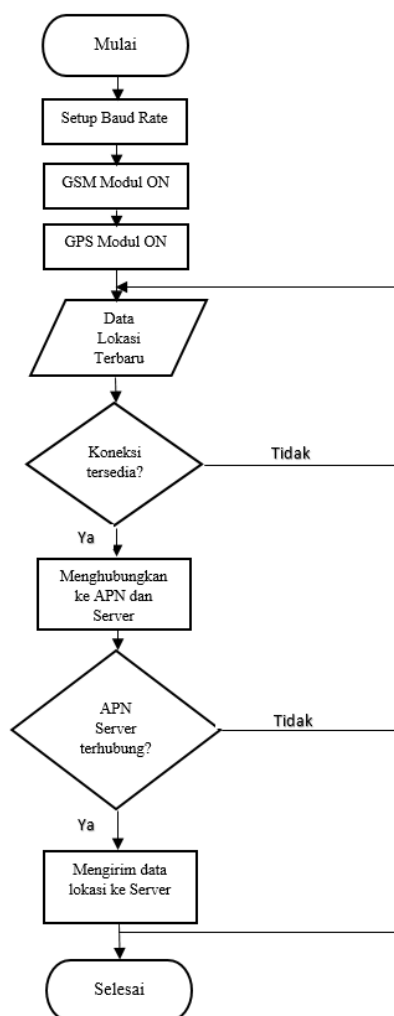 Mulai
Setup Baud Rate
GSM Modul ON
GPS Modul ON
Data
Lokasi
Terbaru
Koneksi
tersedia?
Tidak
Ya
Menghubungkan
ke APN dan
Server
APN
Server
terhubung?
Tidak
Ya
Mengirim data
lokasi ke Server
Selesai